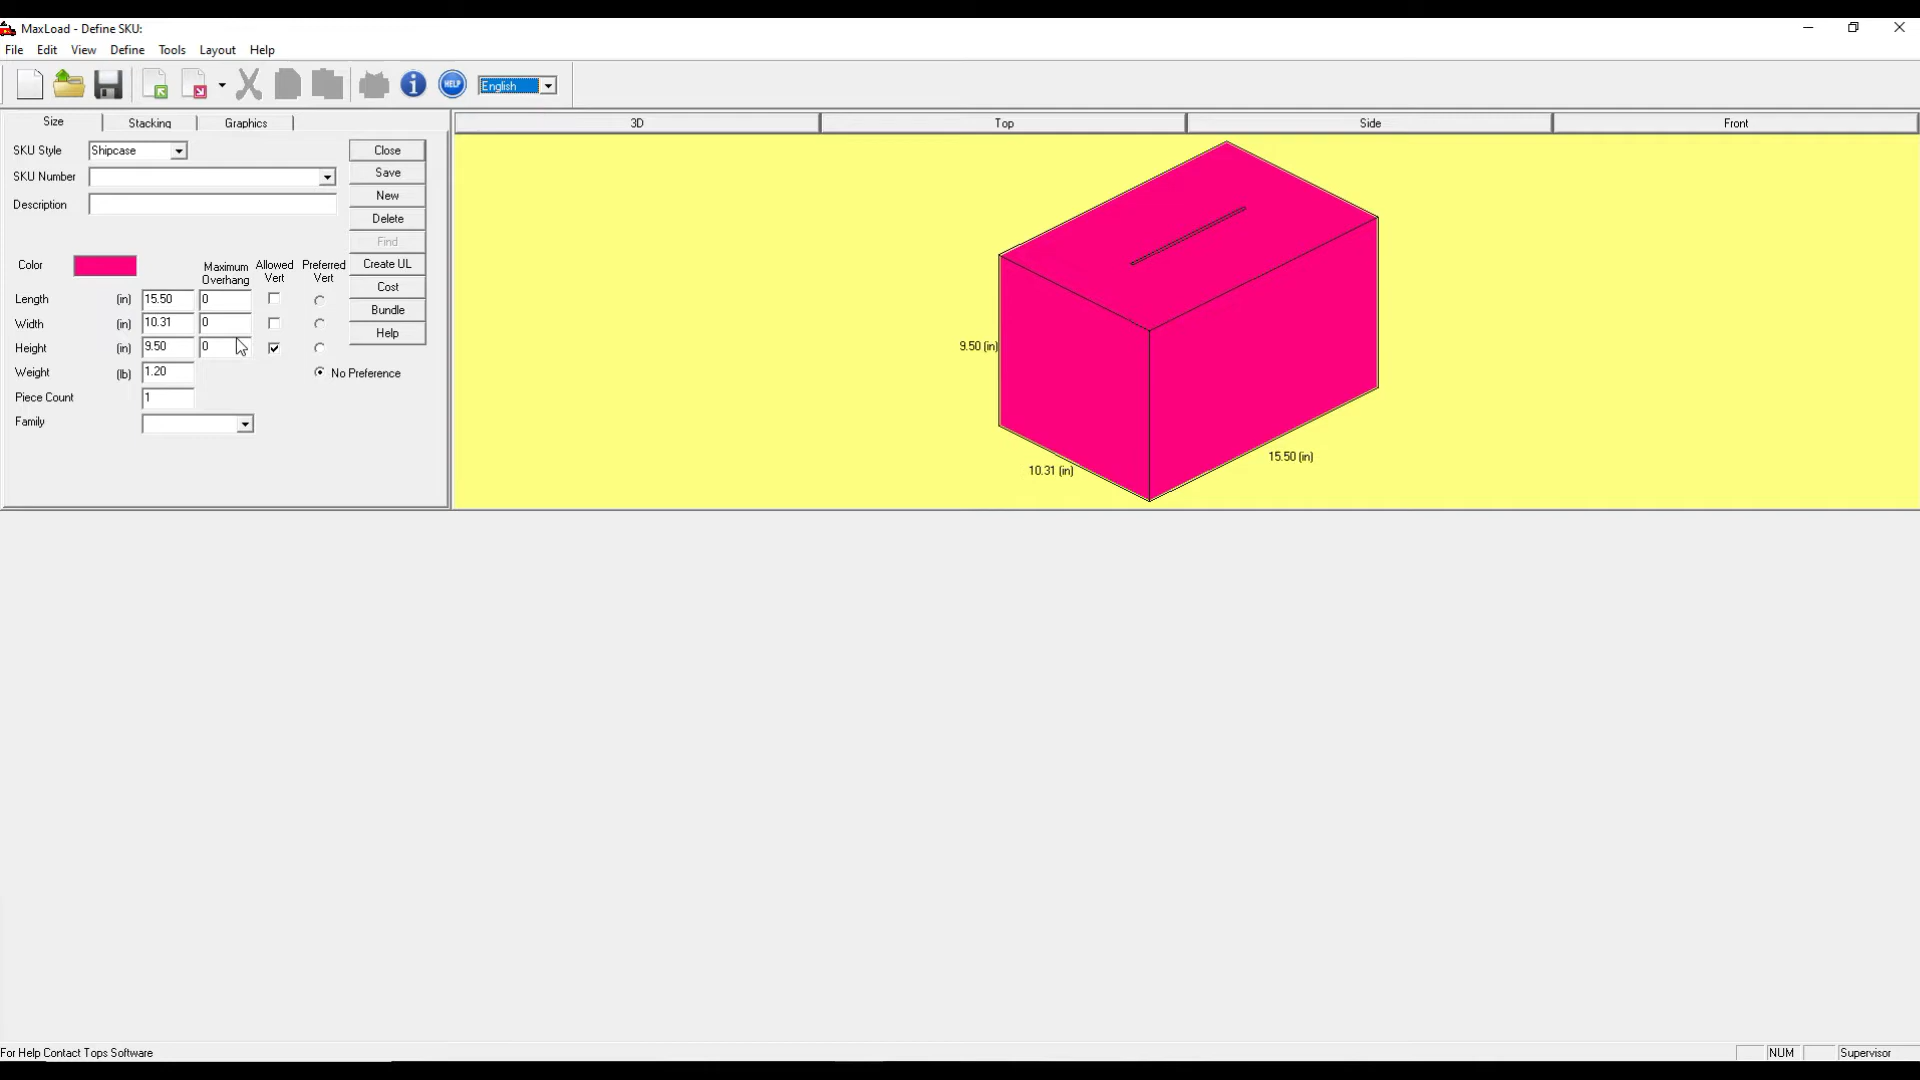 MaxLoad - Define SKU:
File Edit View Define Tools Layout Help
HELP English
Size Stacking Graphics
3D Top Side Front
SKU Style Shipcase Close
SKU Number Save
New
Description
Delete
Find
Color Maximum Overhang Allowed Vert Preferred Vert Create UL
Cost
Length (in) 15.50 0
Bundle
Width (in) 10.31 0
Help
Height (in) 9.50 0
Weight (lb) 1.20 No Preference
Piece Count 1
Family
9.50 (in)
10.31 (in)
15.50 (in)
For Help Contact Tops Software NUM Supervisor